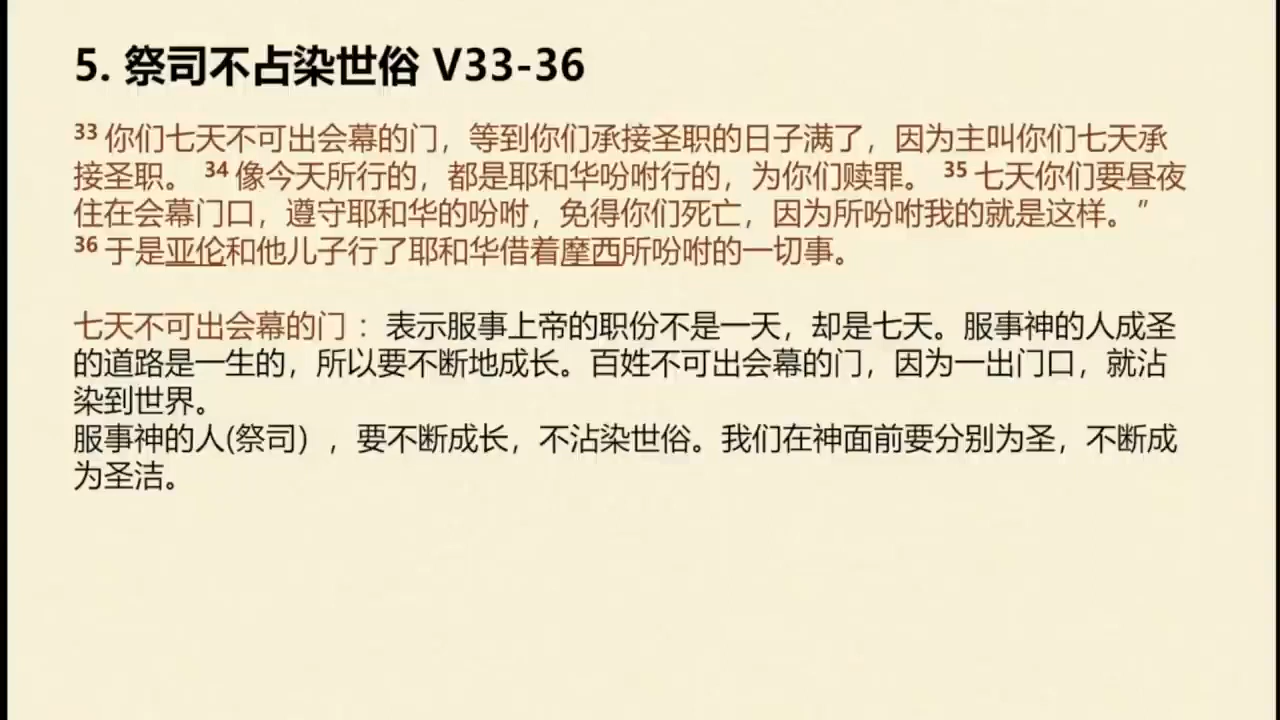 5. 祭司不占染世俗 V33-36
33 你们七天不可出会幕的门，等到你们承接圣职的日子满了，因为主叫你们七天承
接圣职。 34 像今天所行的，都是耶和华吩咐行的，为你们赎罪。 35 七天你们要昼夜
住在会幕门口，遵守耶和华的吩咐，免得你们死亡，因为所吩咐我的就是这样。”
36 于是亚伦和他儿子行了耶和华借着摩西所吩咐的一切事。
七天不可出会幕的门 ： 表示服事上帝的职份不是一天，却是七天。服事神的人成圣
的道路是一生的，所以要不断地成长。百姓不可出会幕的门，因为一出门口，就沾
染到世界。
服事神的人(祭司），要不断成长，不沾染世俗。我们在神面前要分别为圣，不断成
为圣洁。